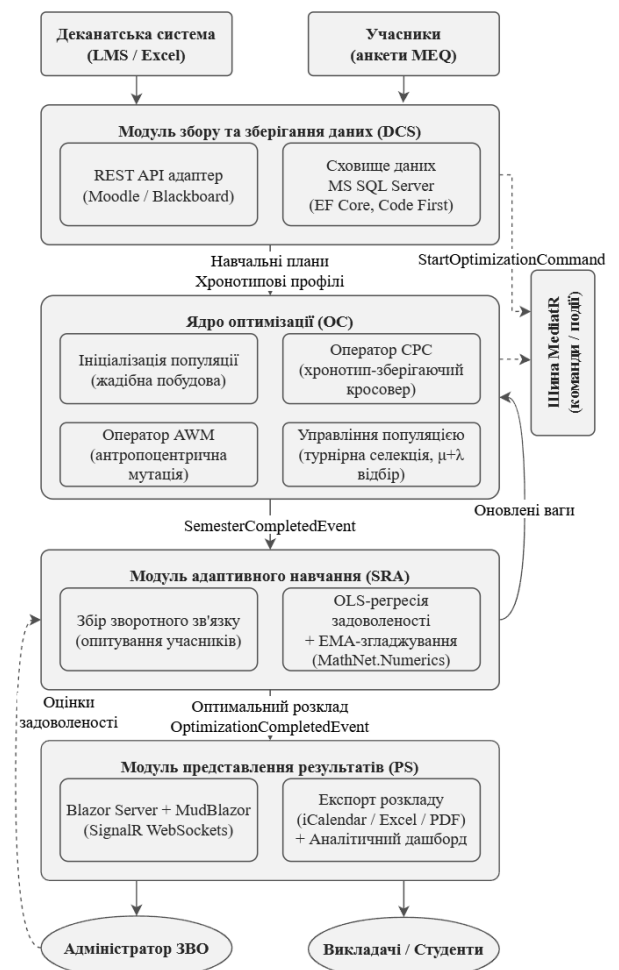 Деканатська система
(LMS / Excel)
Учасники
(анкети MEQ)
Модуль збору та зберігання даних (DCS)
REST API адаптер
(Moodle / Blackboard)
Сховище даних
MS SQL Server
(EF Core, Code First)
Навчальні плани
Хронотипові профілі
StartOptimizationCommand
Шина MediatR
(команди / події)
Ядро оптимізації (OC)
Ініціалізація популяції
(жадібна побудова)
Оператор CPC
(хронотип-зберігаючий
кросовер)
Оператор AWM
(антропоцентрична
мутація)
Управління популяцією
(турнірна селекція, μ+λ
відбір)
SemesterCompletedEvent
Оновлені ваги
Модуль адаптивного навчання (SRA)
Збір зворотного зв'язку
(опитування учасників)
OLS-регресія
задоволеності
+ EMA-згладжування
(MathNet.Numerics)
Оцінки
задоволеності
Оптимальний розклад
OptimizationCompletedEvent
Модуль представлення результатів (PS)
Blazor Server + MudBlazor
(SignalR WebSockets)
Експорт розкладу
(iCalendar / Excel / PDF)
+ Аналітичний дашборд
Адміністратор ЗВО
Викладачі / Студенти